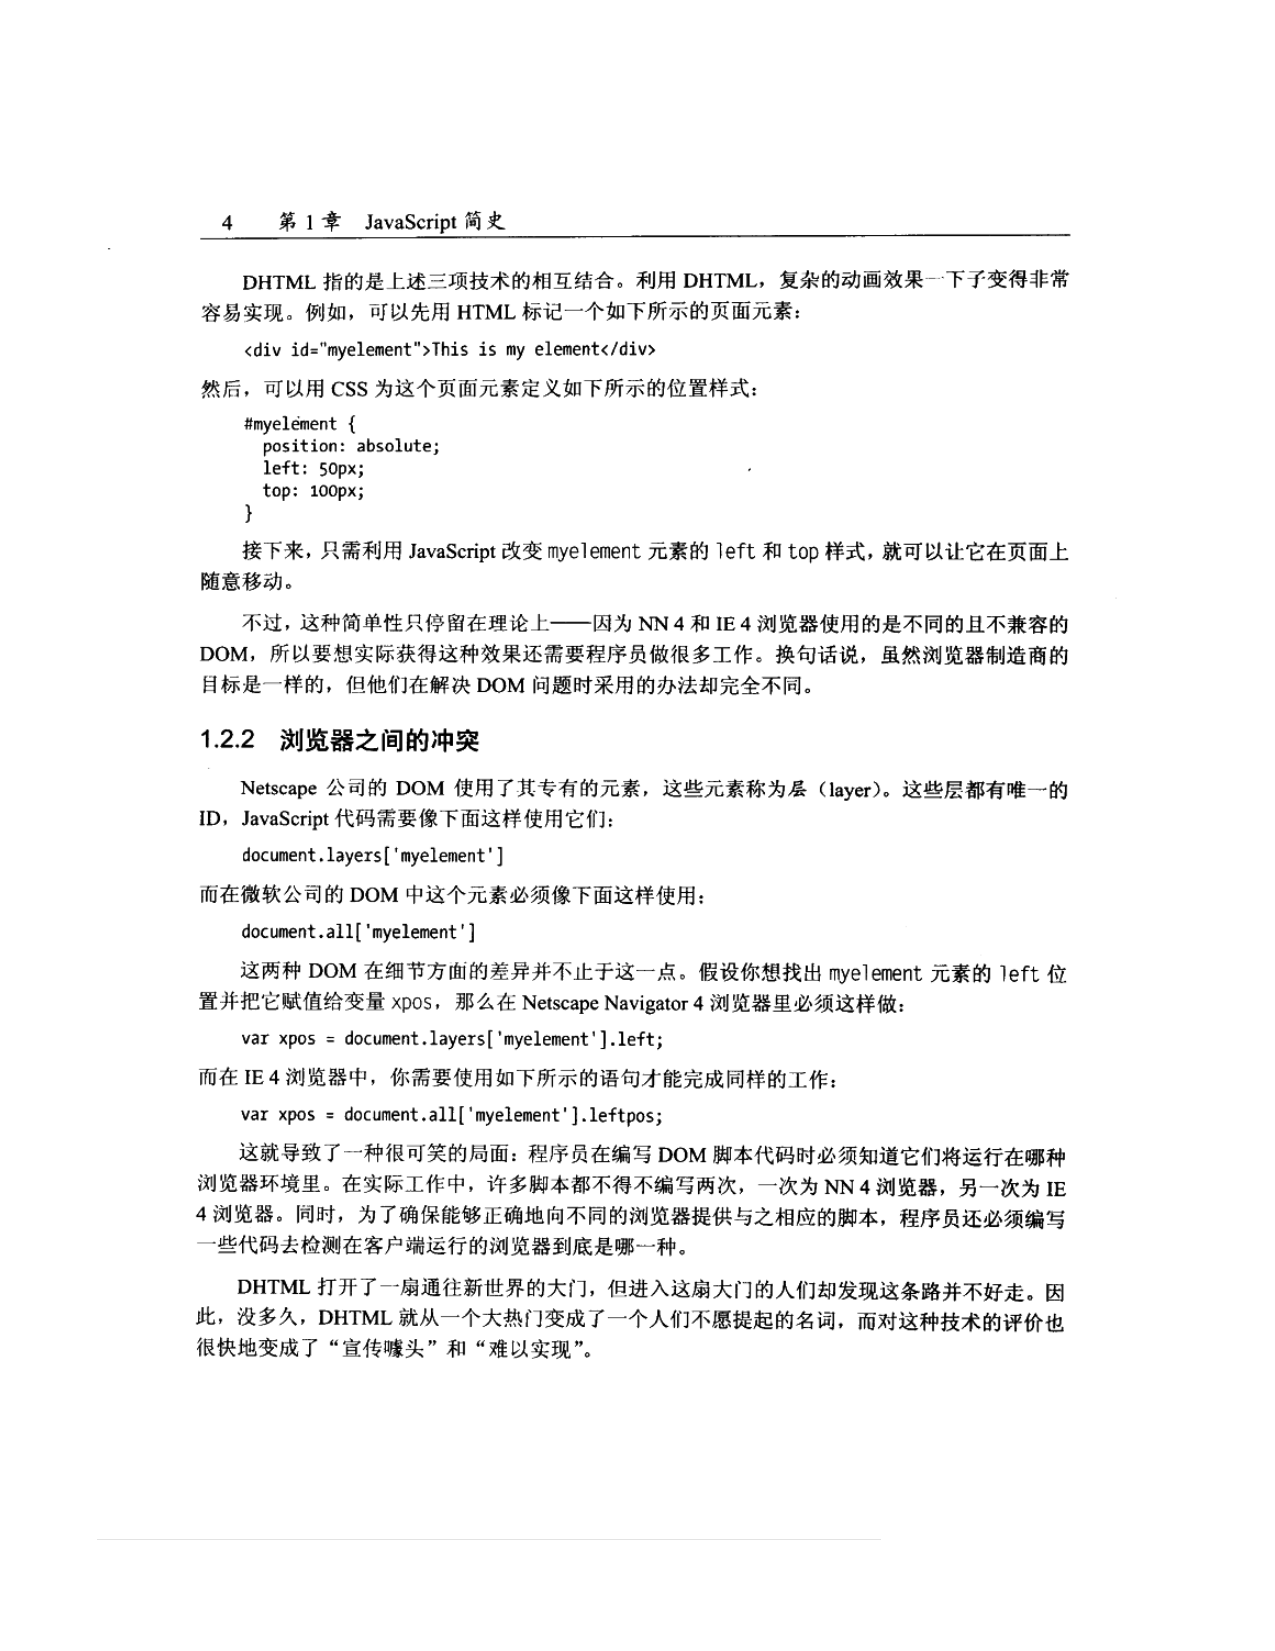 4 第 1 章 JavaScript 简史
DHTML 指的是上述三项技术的相互结合。利用 DHTML，复杂的动画效果一下子变得非常
容易实现。例如，可以先用 HTML 标记一个如下所示的页面元素：
<div id="myelement">This is my element</div>
然后，可以用 CSS 为这个页面元素定义如下所示的位置样式：
#myelement {
position: absolute;
left: 50px;
top: 100px;
}
接下来，只需利用 JavaScript 改变 myelement 元素的 left 和 top 样式，就可以让它在页面上
随意移动。
不过，这种简单性只停留在理论上——因为 NN 4 和 IE 4 浏览器使用的是不同的且不兼容的
DOM，所以要想实际获得这种效果还需要程序员做很多工作。换句话说，虽然浏览器制造商的
目标是一样的，但他们在解决 DOM 问题时采用的办法却完全不同。
1.2.2 浏览器之间的冲突
Netscape 公司的 DOM 使用了其专有的元素，这些元素称为层（layer）。这些层都有唯一的
ID，JavaScript 代码需要像下面这样使用它们：
document.layers['myelement']
而在微软公司的 DOM 中这个元素必须像下面这样使用：
document.all['myelement']
这两种 DOM 在细节方面的差异并不止于这一点。假设你想找出 myelement 元素的 left 位
置并把它赋值给变量 xpos，那么在 Netscape Navigator 4 浏览器里必须这样做：
var xpos = document.layers['myelement'].left;
而在 IE 4 浏览器中，你需要使用如下所示的语句才能完成同样的工作：
var xpos = document.all['myelement'].leftpos;
这就导致了一种很可笑的局面：程序员在编写 DOM 脚本代码时必须知道它们将运行在哪种
浏览器环境里。在实际工作中，许多脚本都不得不编写两次，一次为 NN 4 浏览器，另一次为 IE
4 浏览器。同时，为了确保能够正确地向不同的浏览器提供与之相应的脚本，程序员还必须编写
一些代码去检测在客户端运行的浏览器到底是哪一种。
DHTML 打开了一扇通往新世界的大门，但进入这扇大门的人们却发现这条路并不好走。因
此，没多久，DHTML 就从一个大热门变成了一个人们不愿提起的名词，而对这种技术的评价也
很快地变成了“宣传噱头”和“难以实现”。